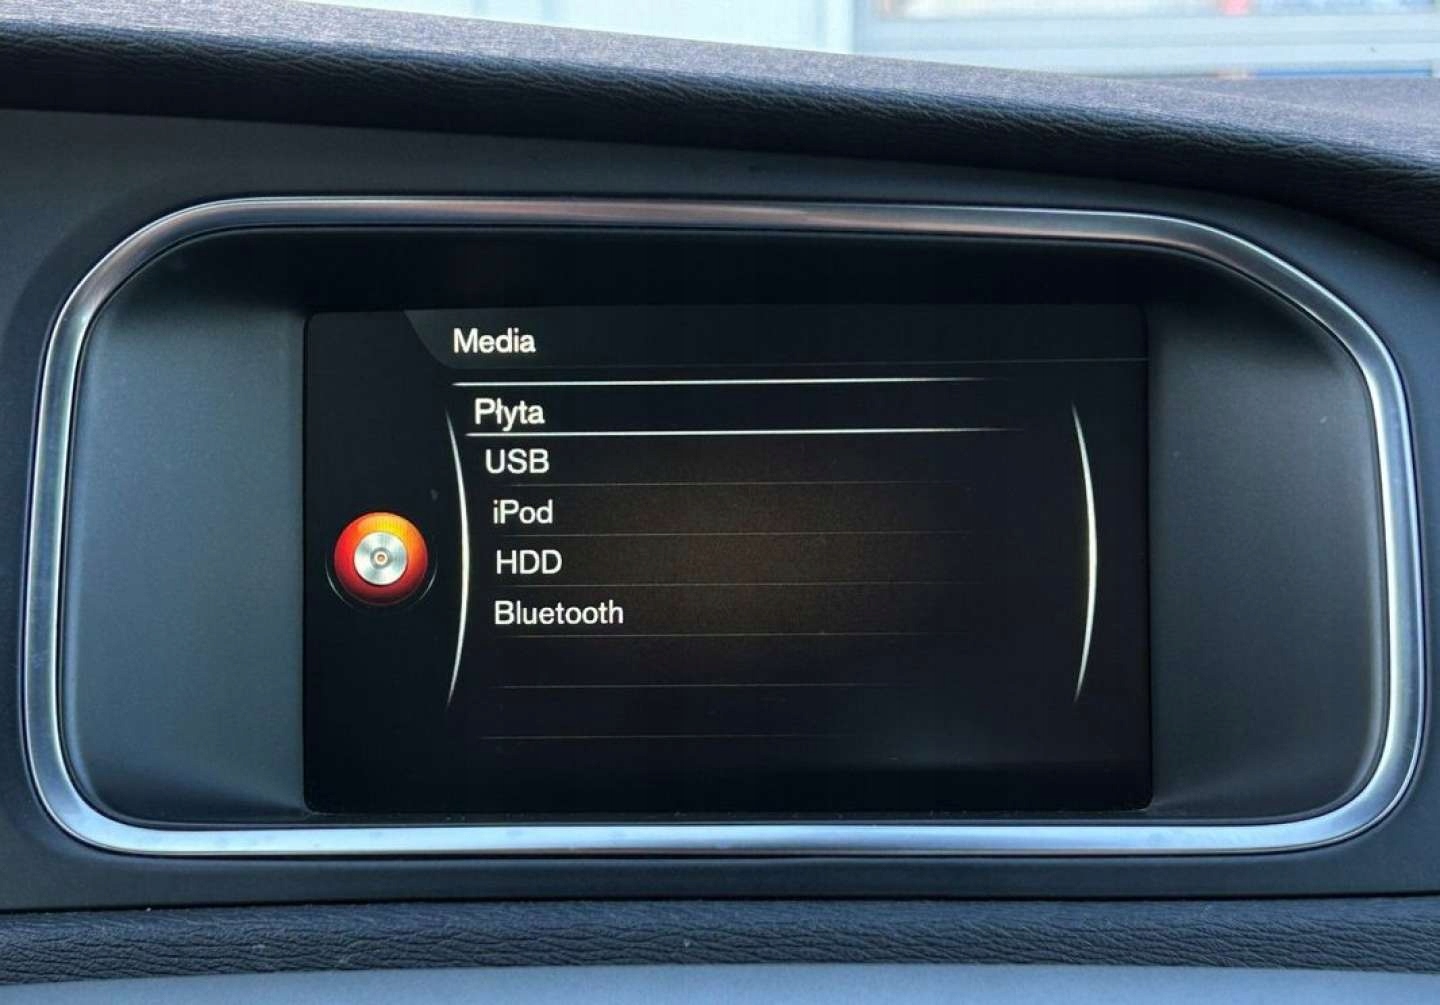 Media
Płyta
USB
iPod
HDD
Bluetooth